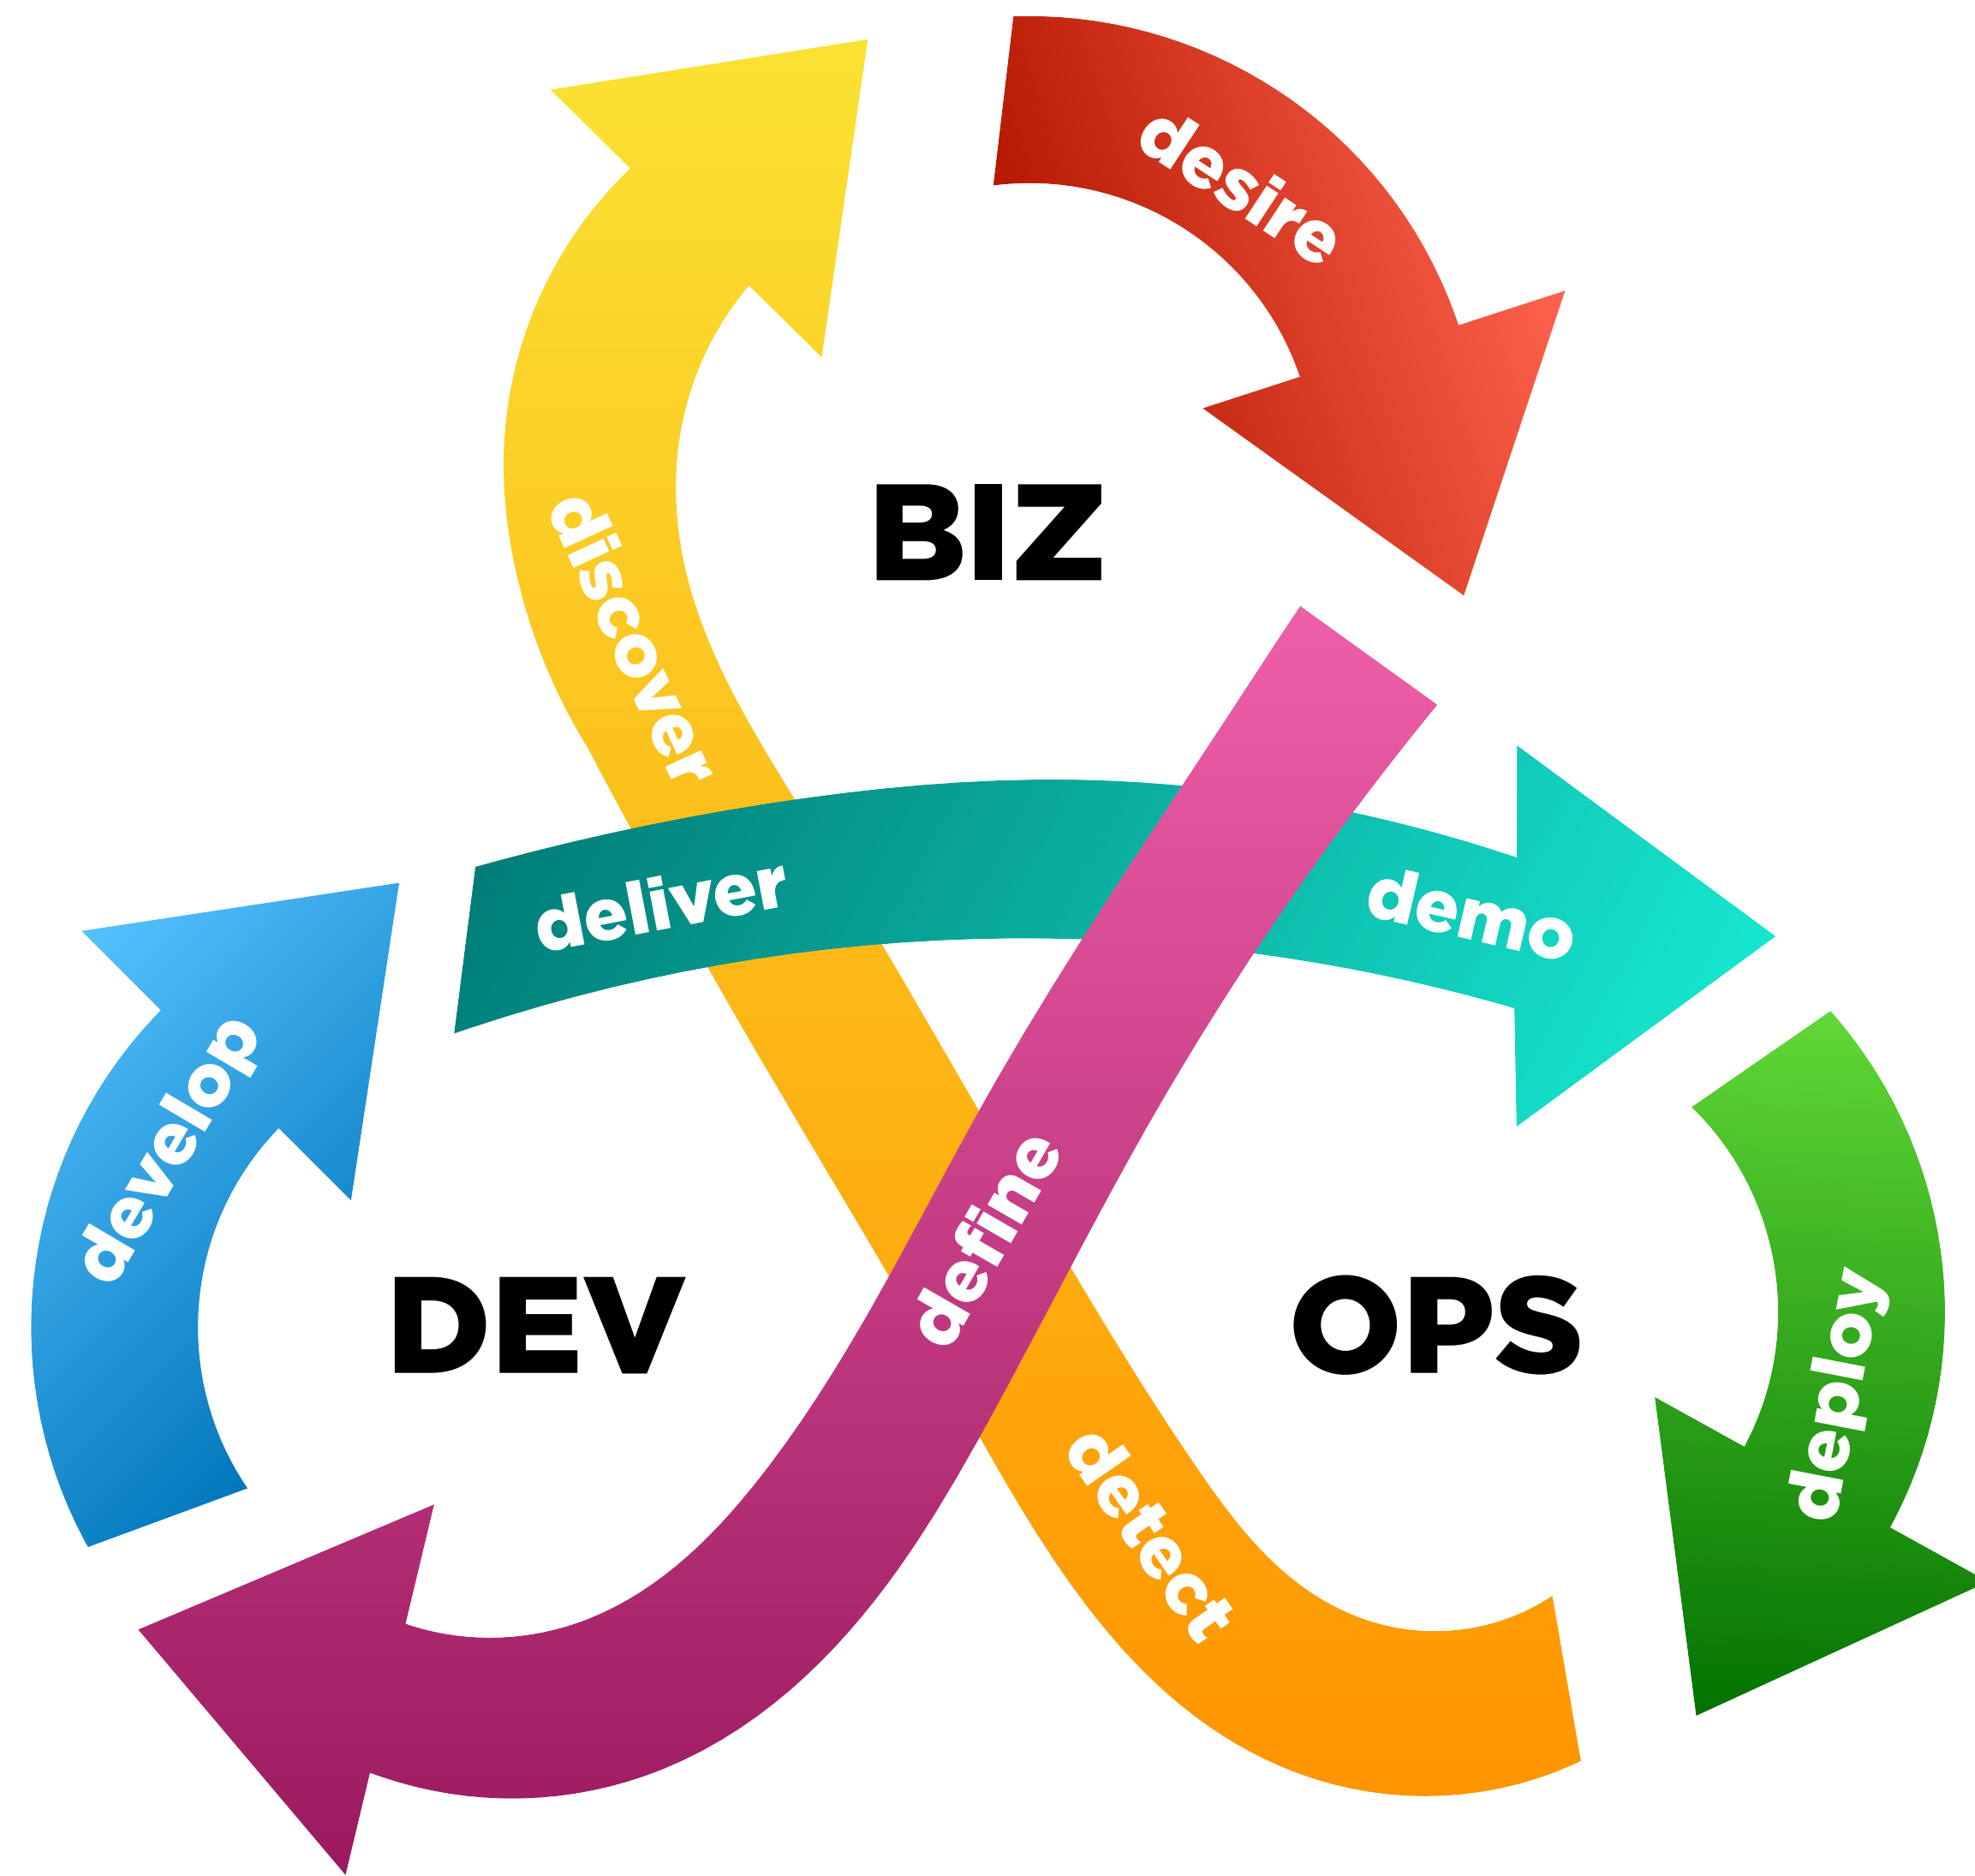 desire
discover
BIZ
deliver
demo
develop
define
DEV
OPS
deploy
detect